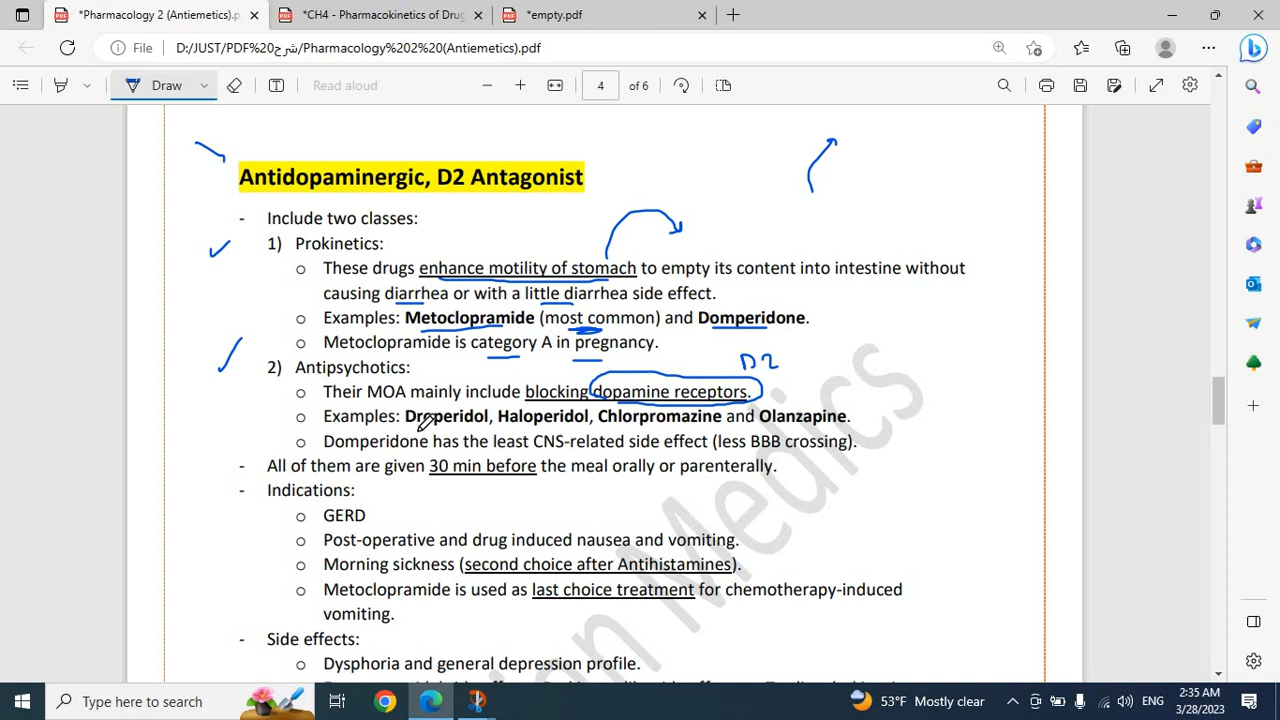 *Pharmacology 2 (Antiemetics).p
*CH4 - Pharmacokinetics of Drug
*empty.pdf
File D:/JUST/PDF%20شرح/Pharmacology%202%20(Antiemetics).pdf
Draw Read aloud 4 of 6
Antidopaminergic, D2 Antagonist
- Include two classes:
1) Prokinetics:
o These drugs enhance motility of stomach to empty its content into intestine without
causing diarrhea or with a little diarrhea side effect.
o Examples: Metoclopramide (most common) and Domperidone.
o Metoclopramide is category A in pregnancy.
2) Antipsychotics:
D2
o Their MOA mainly include blocking dopamine receptors.
o Examples: Droperidol, Haloperidol, Chlorpromazine and Olanzapine.
o Domperidone has the least CNS-related side effect (less BBB crossing).
- All of them are given 30 min before the meal orally or parenterally.
- Indications:
o GERD
o Post-operative and drug induced nausea and vomiting.
o Morning sickness (second choice after Antihistamines).
o Metoclopramide is used as last choice treatment for chemotherapy-induced
vomiting.
- Side effects:
o Dysphoria and general depression profile.
Medics
Type here to search
53°F Mostly clear
ENG
2:35 AM
3/28/2023